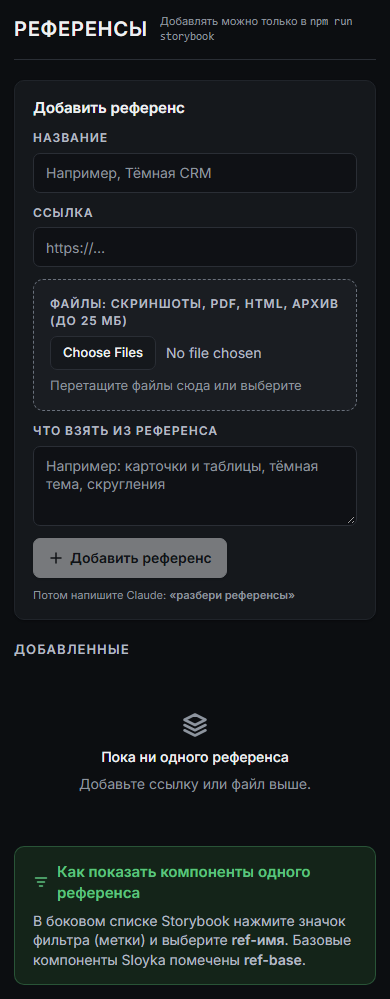 РЕФЕРЕНСЫ
Добавлять можно только в npm run
storybook
Добавить референс
НАЗВАНИЕ
Например, Тёмная CRM
ССЫЛКА
https://...
ФАЙЛЫ: СКРИНШОТЫ, PDF, HTML, АРХИВ
(ДО 25 МБ)
Choose Files No file chosen
Перетащите файлы сюда или выберите
ЧТО ВЗЯТЬ ИЗ РЕФЕРЕНСА
Например: карточки и таблицы, тёмная
тема, скругления
+ Добавить референс
Потом напишите Claude: «разбери референсы»
ДОБАВЛЕННЫЕ
Пока ни одного референса
Добавьте ссылку или файл выше.
Как показать компоненты одного
референса
В боковом списке Storybook нажмите значок
фильтра (метки) и выберите ref-имя. Базовые
компоненты Sloyka помечены ref-base.